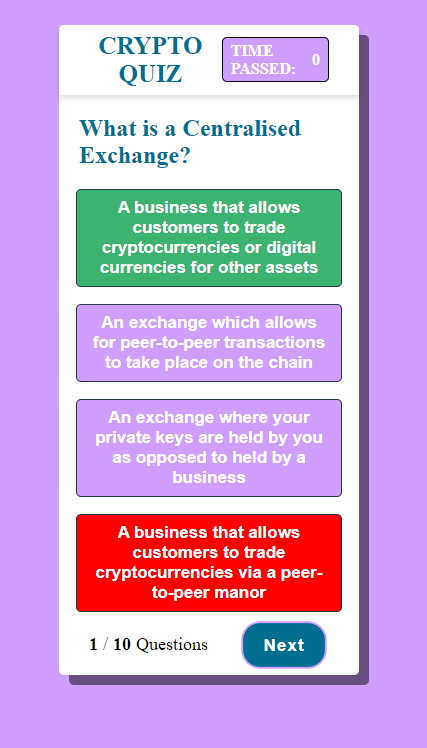 CRYPTO
QUIZ
TIME
PASSED:
0
What is a Centralised
Exchange?
A business that allows
customers to trade
cryptocurrencies or digital
currencies for other assets
An exchange which allows
for peer-to-peer transactions
to take place on the chain
An exchange where your
private keys are held by you
as opposed to held by a
business
A business that allows
customers to trade
cryptocurrencies via a peer-
to-peer manor
1 / 10 Questions
Next